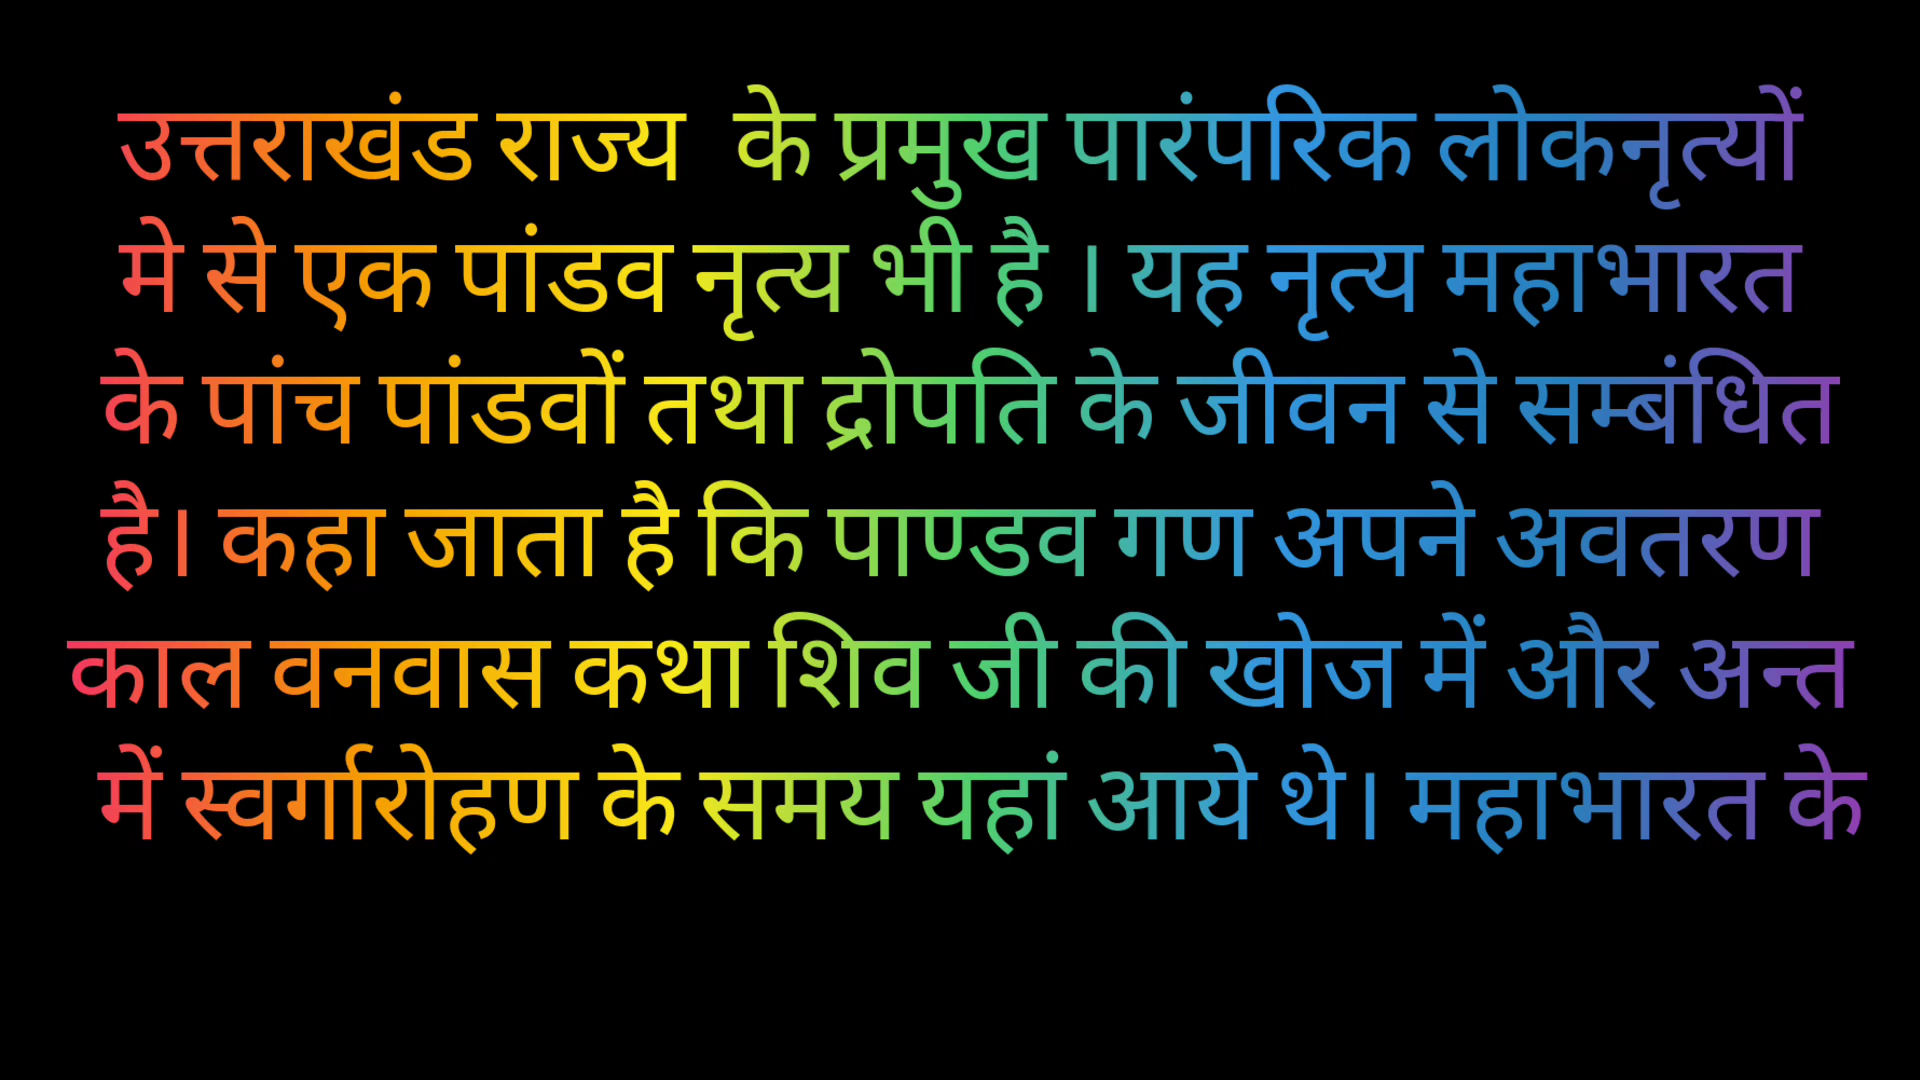 उत्तराखंड राज्य  के प्रमुख पारंपरिक लोकनृत्यों
मे से एक पांडव नृत्य भी है । यह नृत्य महाभारत
के पांच पांडवों तथा द्रोपति के जीवन से सम्बंधित
है। कहा जाता है कि पाण्डव गण अपने अवतरण
काल वनवास कथा शिव जी की खोज में और अन्त
में स्वर्गारोहण के समय यहां आये थे। महाभारत के